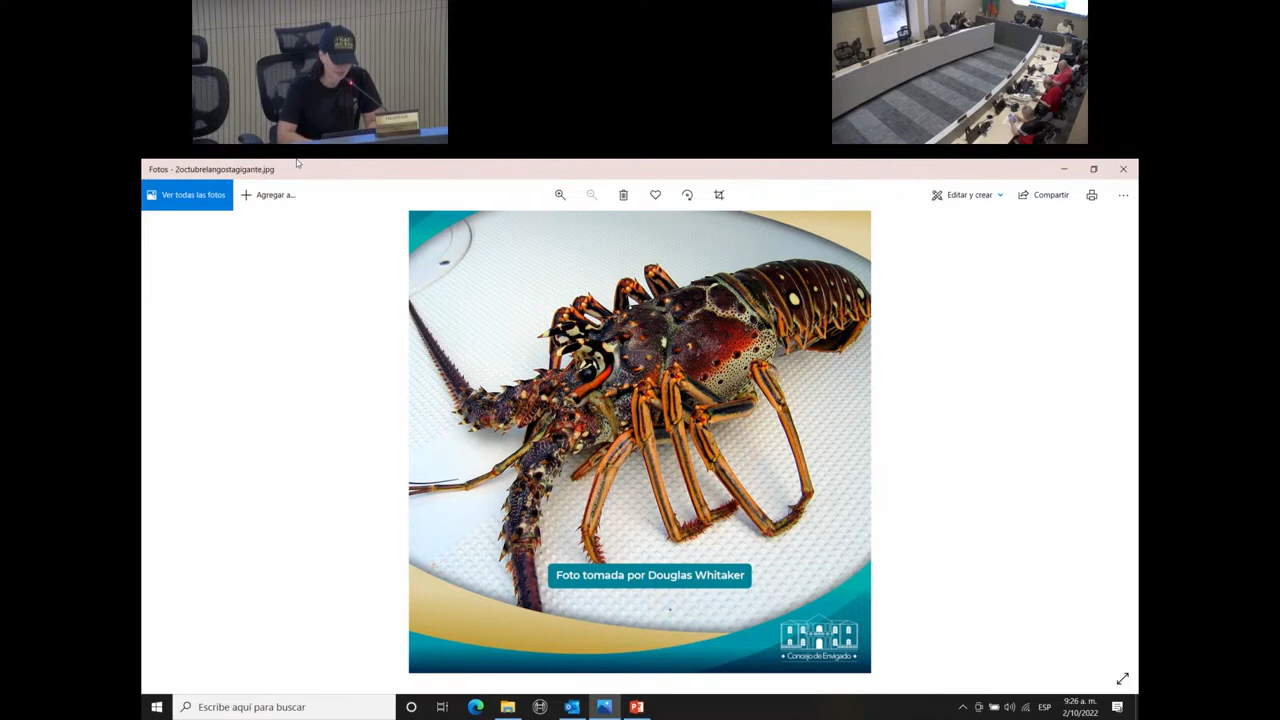 Fotos - 2octubrelangostagigante.jpg
Ver todas las fotos
Agregar a...
Editar y crear
Compartir
Foto tomada por Douglas Whitaker
• Concejo de Envigado •
Escribe aquí para buscar
ESP
9:26 a. m.
2/10/2022